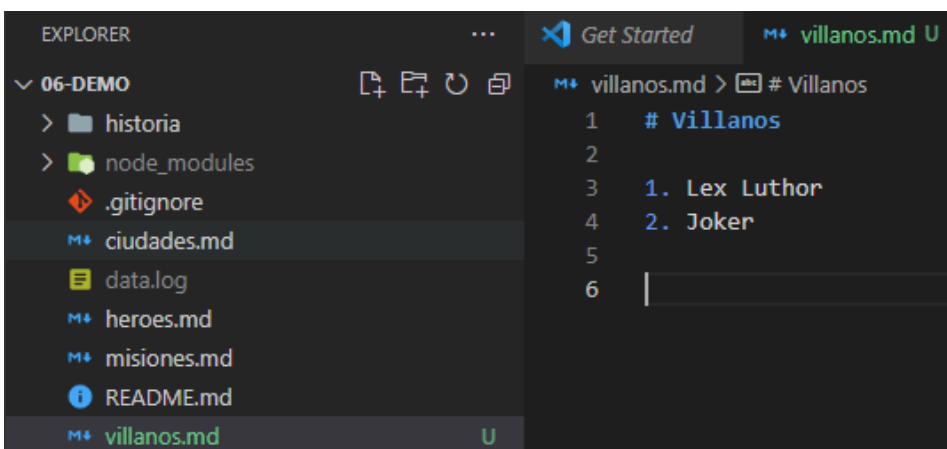 EXPLORER
...
06-DEMO
historia
node_modules
.gitignore
ciudades.md
data.log
heroes.md
misiones.md
README.md
villanos.md U
Get Started villanos.md U
villanos.md > # Villanos
1 # Villanos
2
3 1. Lex Luthor
4 2. Joker
5
6